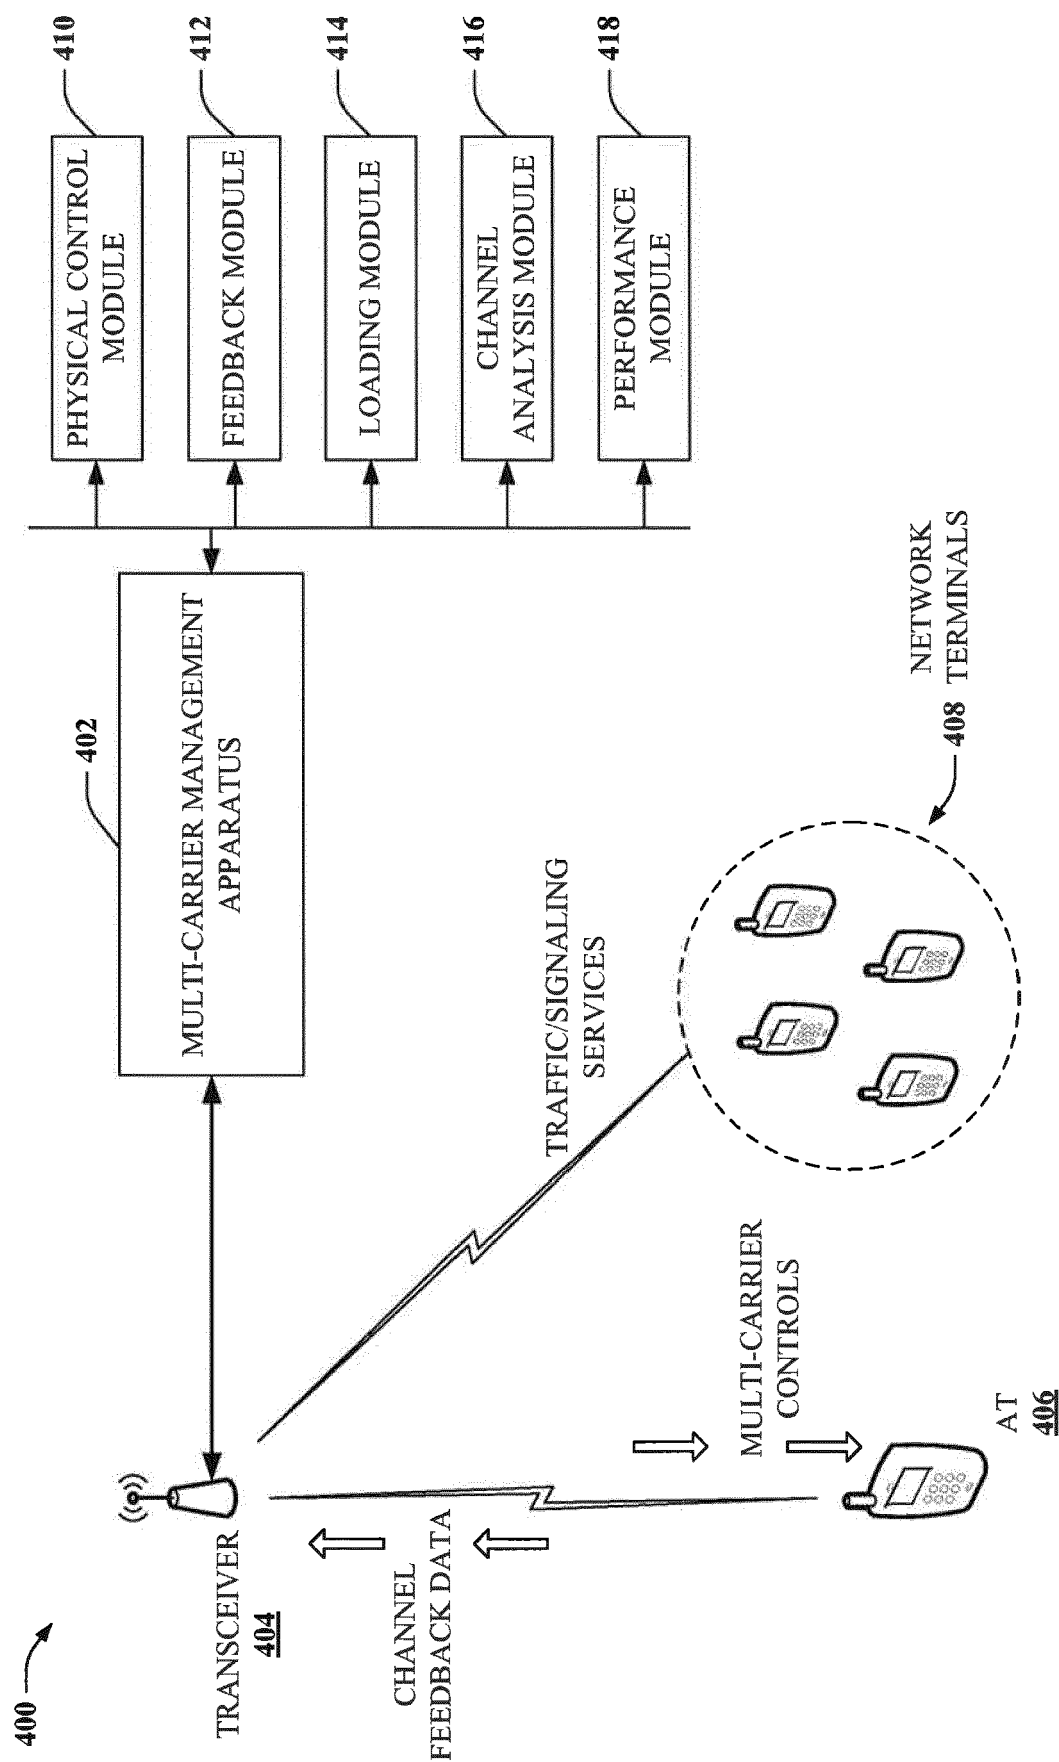 400
TRANSCEIVER
404
CHANNEL
FEEDBACK DATA
MULTI-CARRIER
CONTROLS
AT
406
TRAFFIC/SIGNALING
SERVICES
402
MULTI-CARRIER MANAGEMENT
APPARATUS
NETWORK
408 TERMINALS
PHYSICAL CONTROL
MODULE
410
FEEDBACK MODULE
412
LOADING MODULE
414
CHANNEL
ANALYSIS MODULE
416
PERFORMANCE
MODULE
418